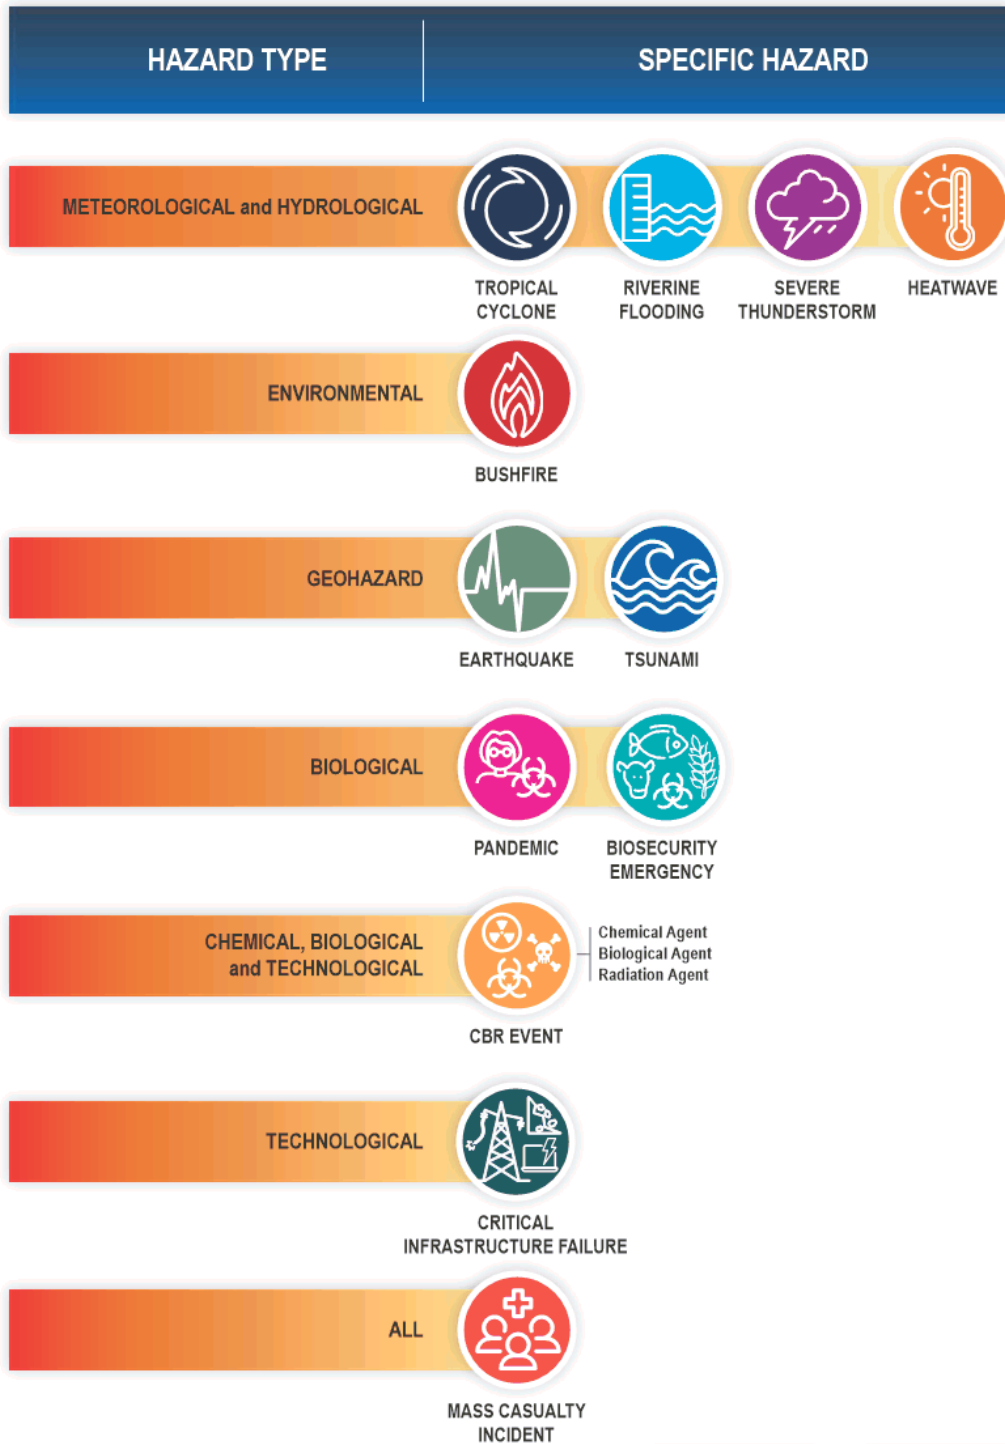 HAZARD TYPE
SPECIFIC HAZARD
METEOROLOGICAL and HYDROLOGICAL
TROPICAL
CYCLONE
RIVERINE
FLOODING
SEVERE
THUNDERSTORM
HEATWAVE
ENVIRONMENTAL
BUSHFIRE
GEOHAZARD
EARTHQUAKE
TSUNAMI
BIOLOGICAL
PANDEMIC
BIOSECURITY
EMERGENCY
CHEMICAL, BIOLOGICAL
and TECHNOLOGICAL
Chemical Agent
Biological Agent
Radiation Agent
CBR EVENT
TECHNOLOGICAL
CRITICAL
INFRASTRUCTURE FAILURE
ALL
MASS CASUALTY
INCIDENT